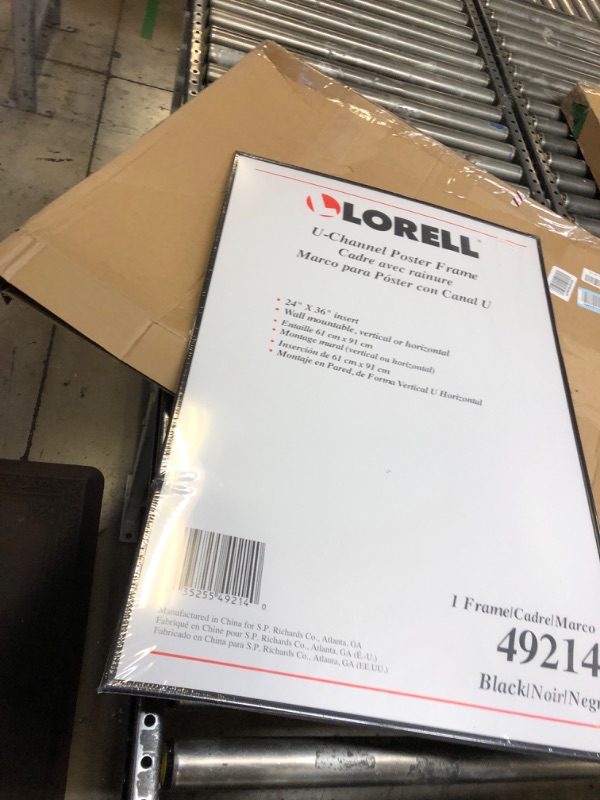 LORELL
U-Channel Poster Frame
Cadre avec rainure
Marco para Póster con Canal U
• 24" X 36" insert
• Wall mountable, vertical or horizontal
• Entaille 61 cm x 91 cm
• Montage mural (vertical ou horizontal)
• Inserción de 61 cm x 91 cm
• Montaje en Pared, de Forma Vertical U Horizontal
35255 49214 0
Manufactured in China for S.P. Richards Co., Atlanta, GA
Fabriqué en Chine pour S.P. Richards Co., Atlanta, GA (É.-U.)
Fabricado en China para S.P. Richards Co., Atlanta, GA (EE.UU.)
1 Frame|Cadre|Marco
49214
Black|Noir|Negr